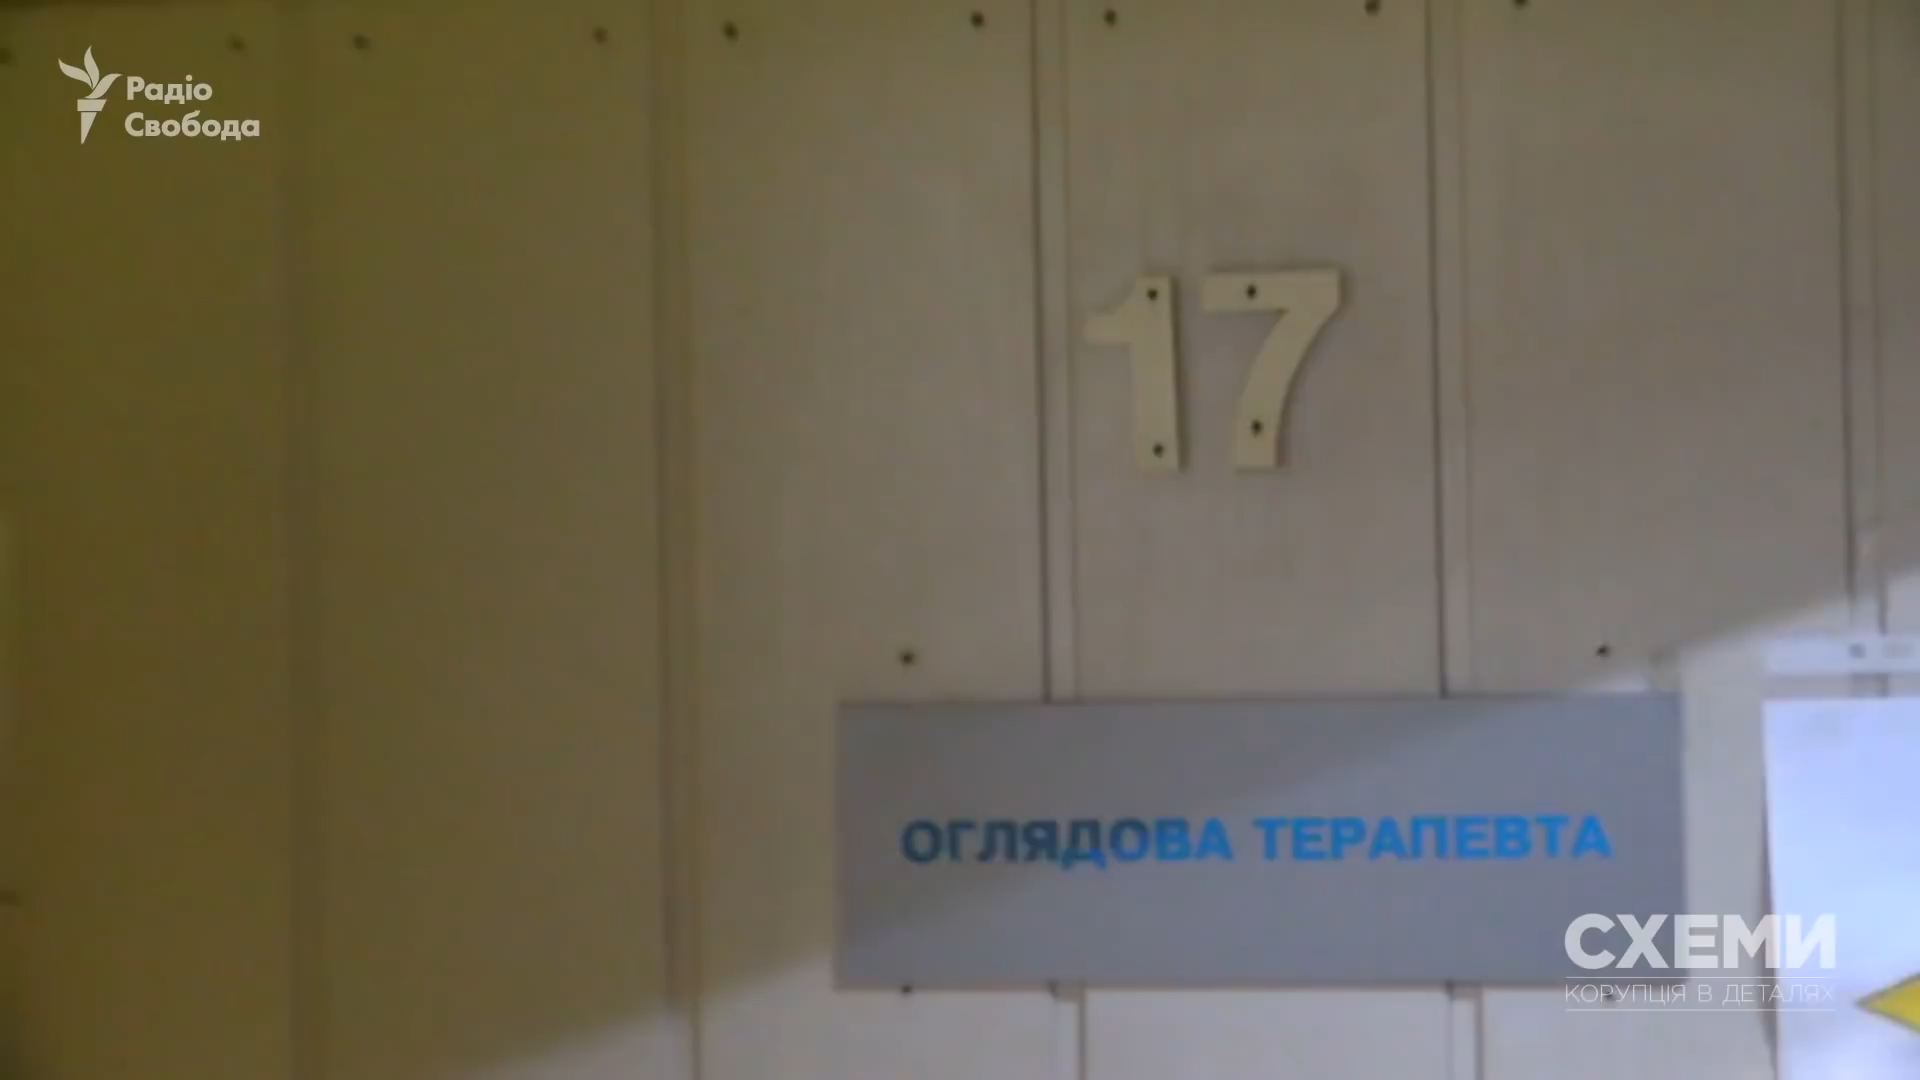 Радіо
Свобода
17
ОГЛЯДОВА ТЕРАПЕВТА
СХЕМИ
КОРУПЦІЯ В ДЕТАЛЯХ